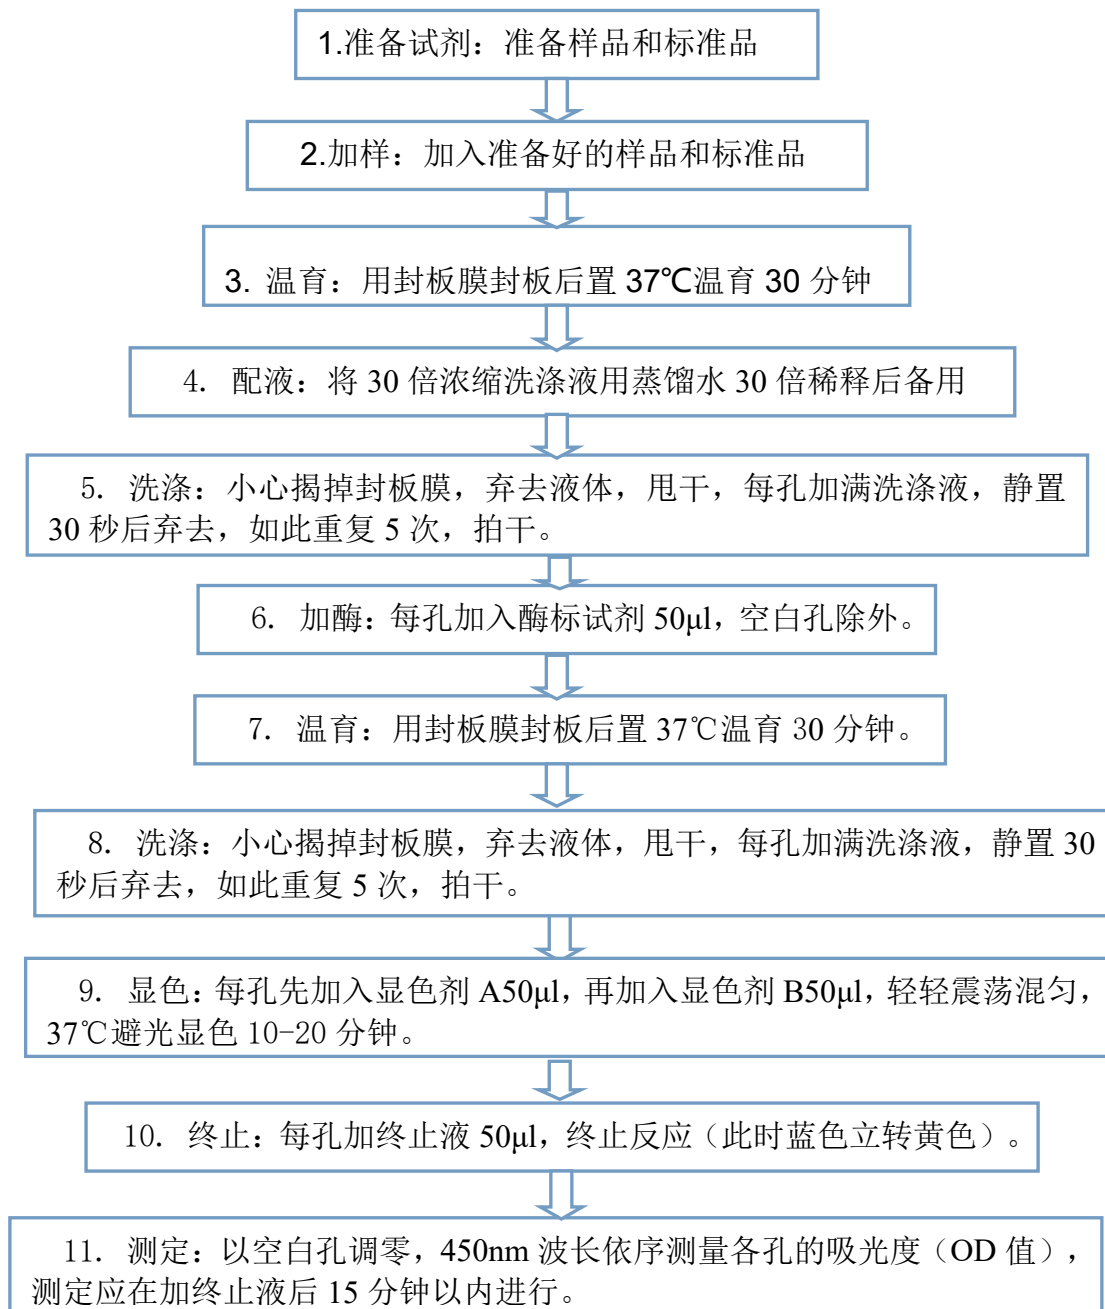 1.准备试剂：准备样品和标准品
2.加样：加入准备好的样品和标准品
3. 温育：用封板膜封板后置 37℃温育 30 分钟
4. 配液：将 30 倍浓缩洗涤液用蒸馏水 30 倍稀释后备用
5. 洗涤：小心揭掉封板膜，弃去液体，甩干，每孔加满洗涤液，静置
30 秒后弃去，如此重复 5 次，拍干。
6. 加酶：每孔加入酶标试剂 50μl，空白孔除外。
7. 温育：用封板膜封板后置 37℃温育 30 分钟。
8. 洗涤：小心揭掉封板膜，弃去液体，甩干，每孔加满洗涤液，静置 30
秒后弃去，如此重复 5 次，拍干。
9. 显色：每孔先加入显色剂 A50μl，再加入显色剂 B50μl，轻轻震荡混匀，
37℃避光显色 10-20 分钟。
10. 终止：每孔加终止液 50μl，终止反应（此时蓝色立转黄色）。
11. 测定：以空白孔调零，450nm 波长依序测量各孔的吸光度（OD 值），
测定应在加终止液后 15 分钟以内进行。